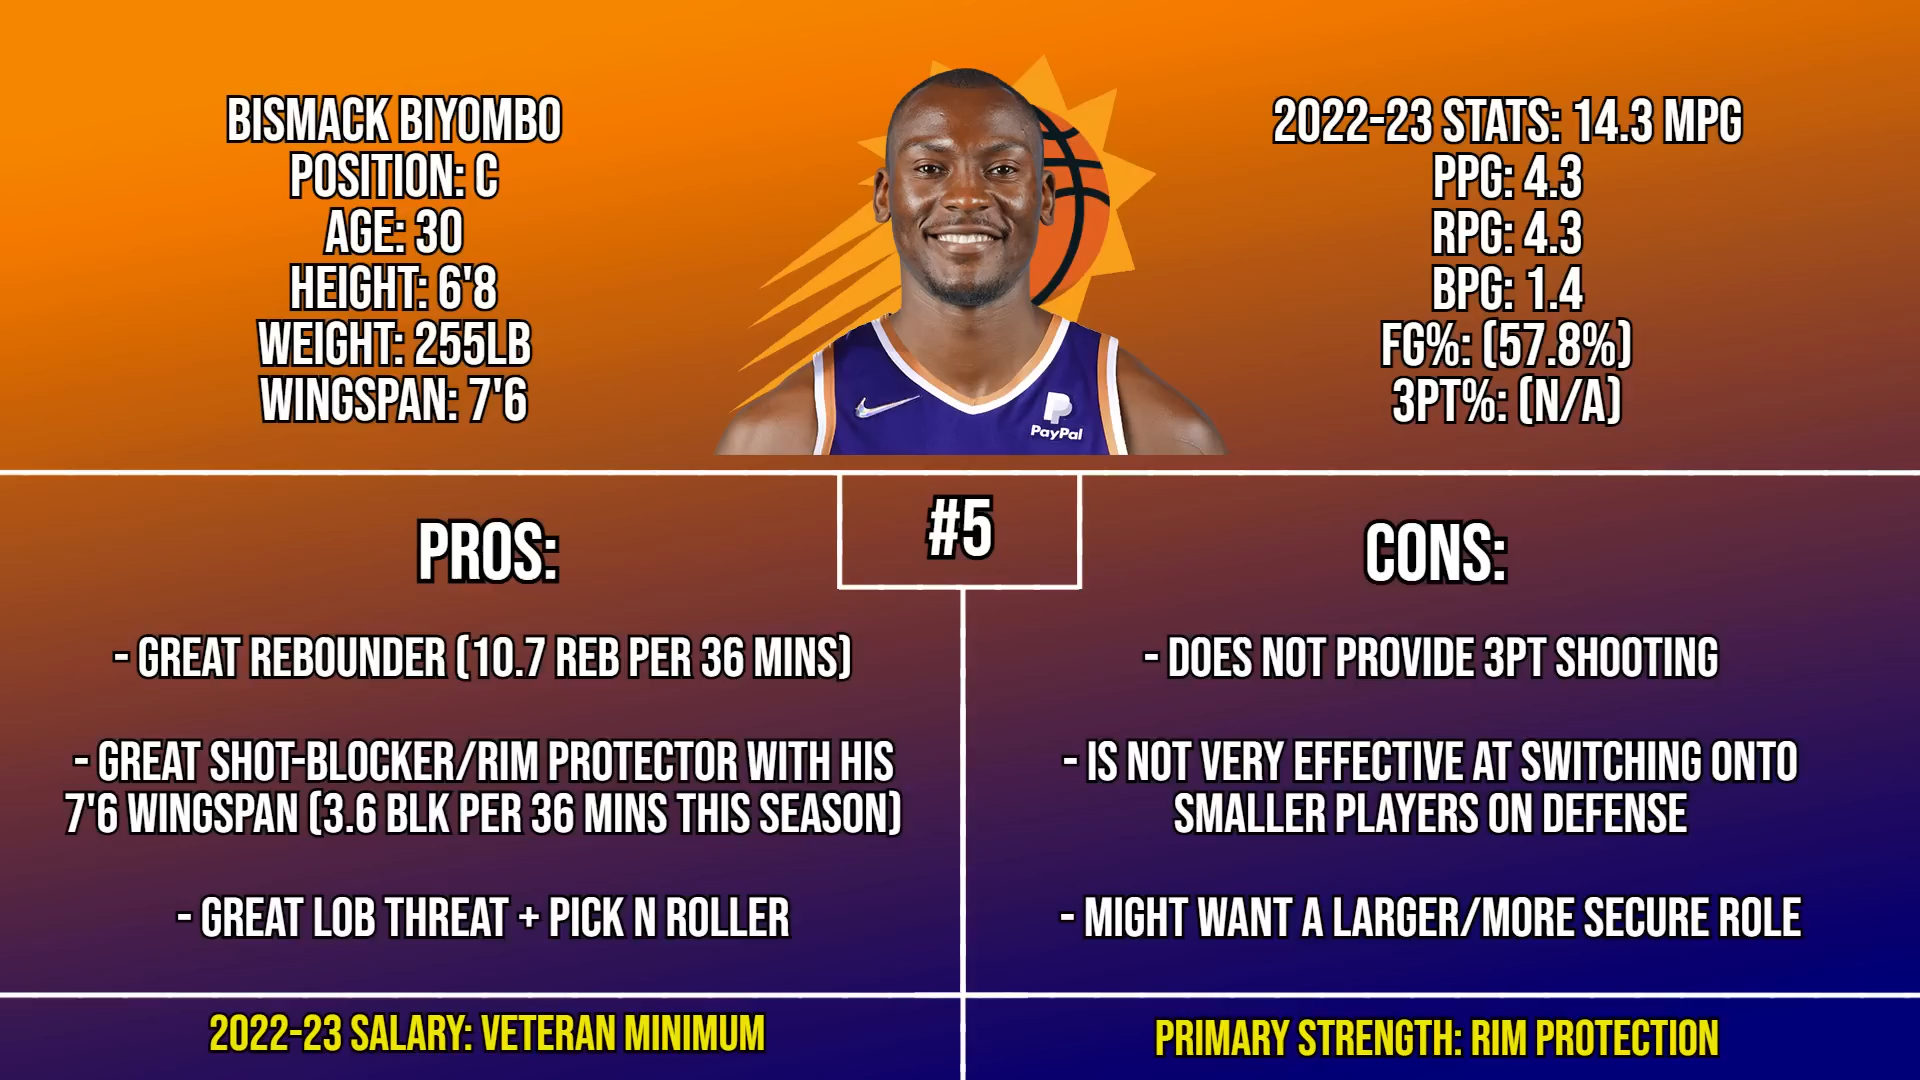 BISMACK BIYOMBO
POSITION: C
AGE: 30
HEIGHT: 6'8
WEIGHT: 255LB
WINGSPAN: 7'6
2022-23 STATS: 14.3 MPG
PPG: 4.3
RPG: 4.3
BPG: 1.4
FG%: (57.8%)
3PT%: (N/A)
PayPal
#5
PROS:
- GREAT REBOUNDER (10.7 REB PER 36 MINS)
- GREAT SHOT-BLOCKER/RIM PROTECTOR WITH HIS
7'6 WINGSPAN (3.6 BLK PER 36 MINS THIS SEASON)
- GREAT LOB THREAT + PICK N ROLLER
CONS:
- DOES NOT PROVIDE 3PT SHOOTING
- IS NOT VERY EFFECTIVE AT SWITCHING ONTO
SMALLER PLAYERS ON DEFENSE
- MIGHT WANT A LARGER/MORE SECURE ROLE
2022-23 SALARY: VETERAN MINIMUM
PRIMARY STRENGTH: RIM PROTECTION